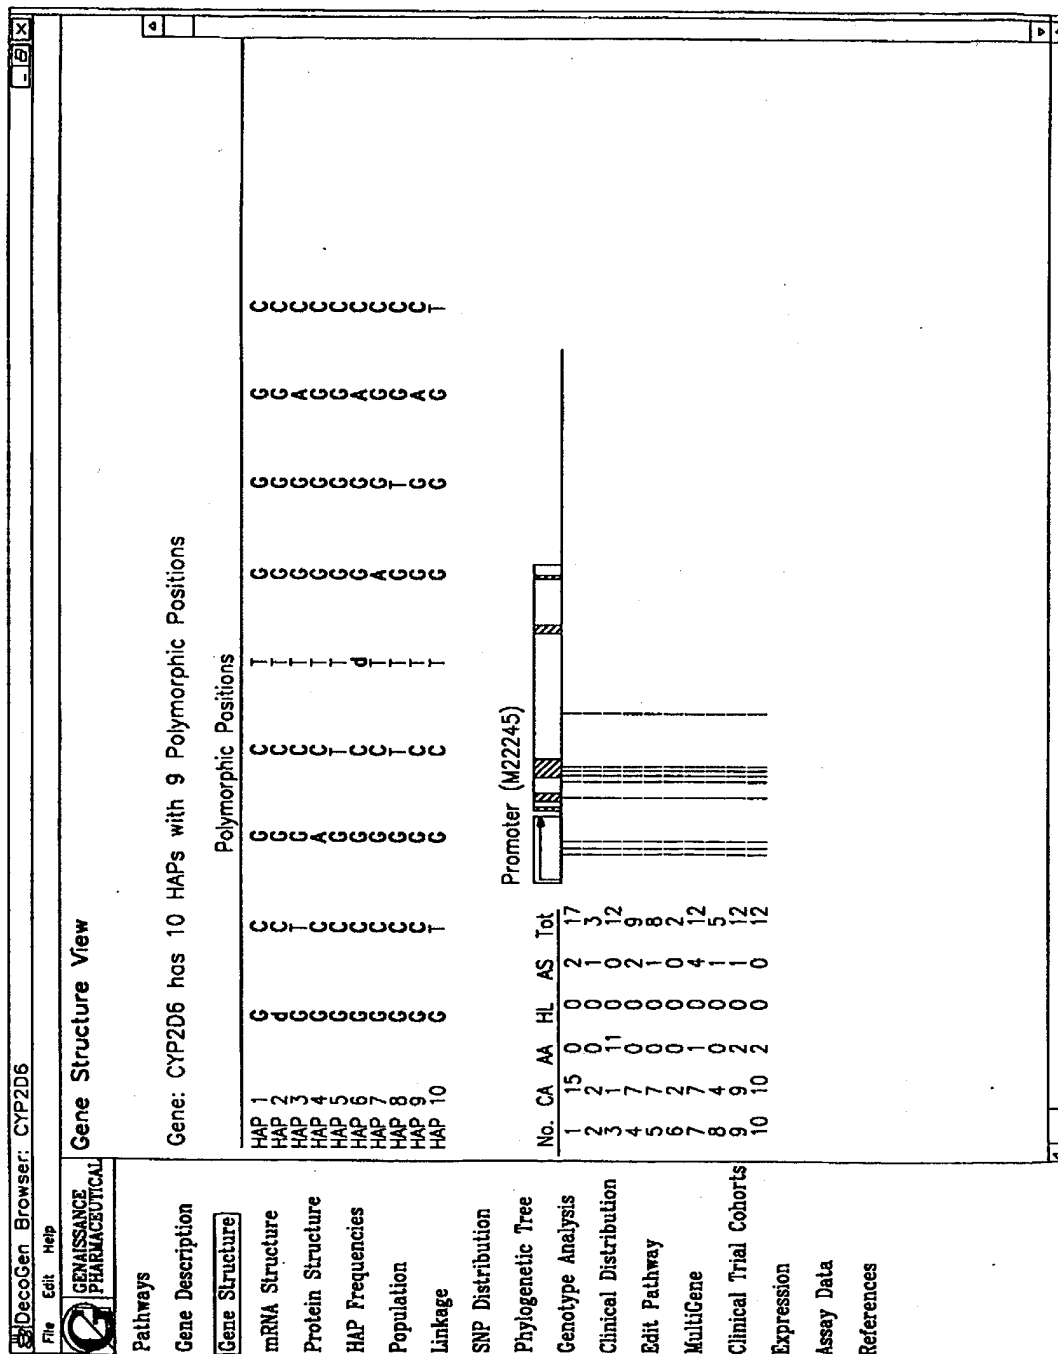 DecoGen Browser: CYP2D6
File Edit Help
GENAISSANCE
PHARMACEUTICAL
Pathways
Gene Description
Gene Structure
mRNA Structure
Protein Structure
HAP Frequencies
Population
Linkage
SNP Distribution
Phylogenetic Tree
Genotype Analysis
Clinical Distribution
Edit Pathway
MultiGene
Clinical Trial Cohorts
Expression
Assay Data
References
Gene Structure View
Gene: CYP2D6 has 10 HAPs with 9 Polymorphic Positions
Polymorphic Positions
HAP 1 G C G C T G G G C
HAP 2 d C G C T G G G C
HAP 3 G T G C T G G A C
HAP 4 G C A C T G G G C
HAP 5 G C G T T G G G C
HAP 6 G C G C d G G A C
HAP 7 G C G C T A G G C
HAP 8 G C G T T G T G C
HAP 9 G C G C T G G A C
HAP 10 G T G C T G G G T
Promoter (M22245)
No. CA AA HL AS Tot
1 15 0 0 2 17
2 2 0 0 1 3
3 1 11 0 0 12
4 7 0 0 2 9
5 7 0 0 1 8
6 2 0 0 0 2
7 7 1 0 4 12
8 4 0 0 1 5
9 9 2 0 1 12
10 10 2 0 0 12